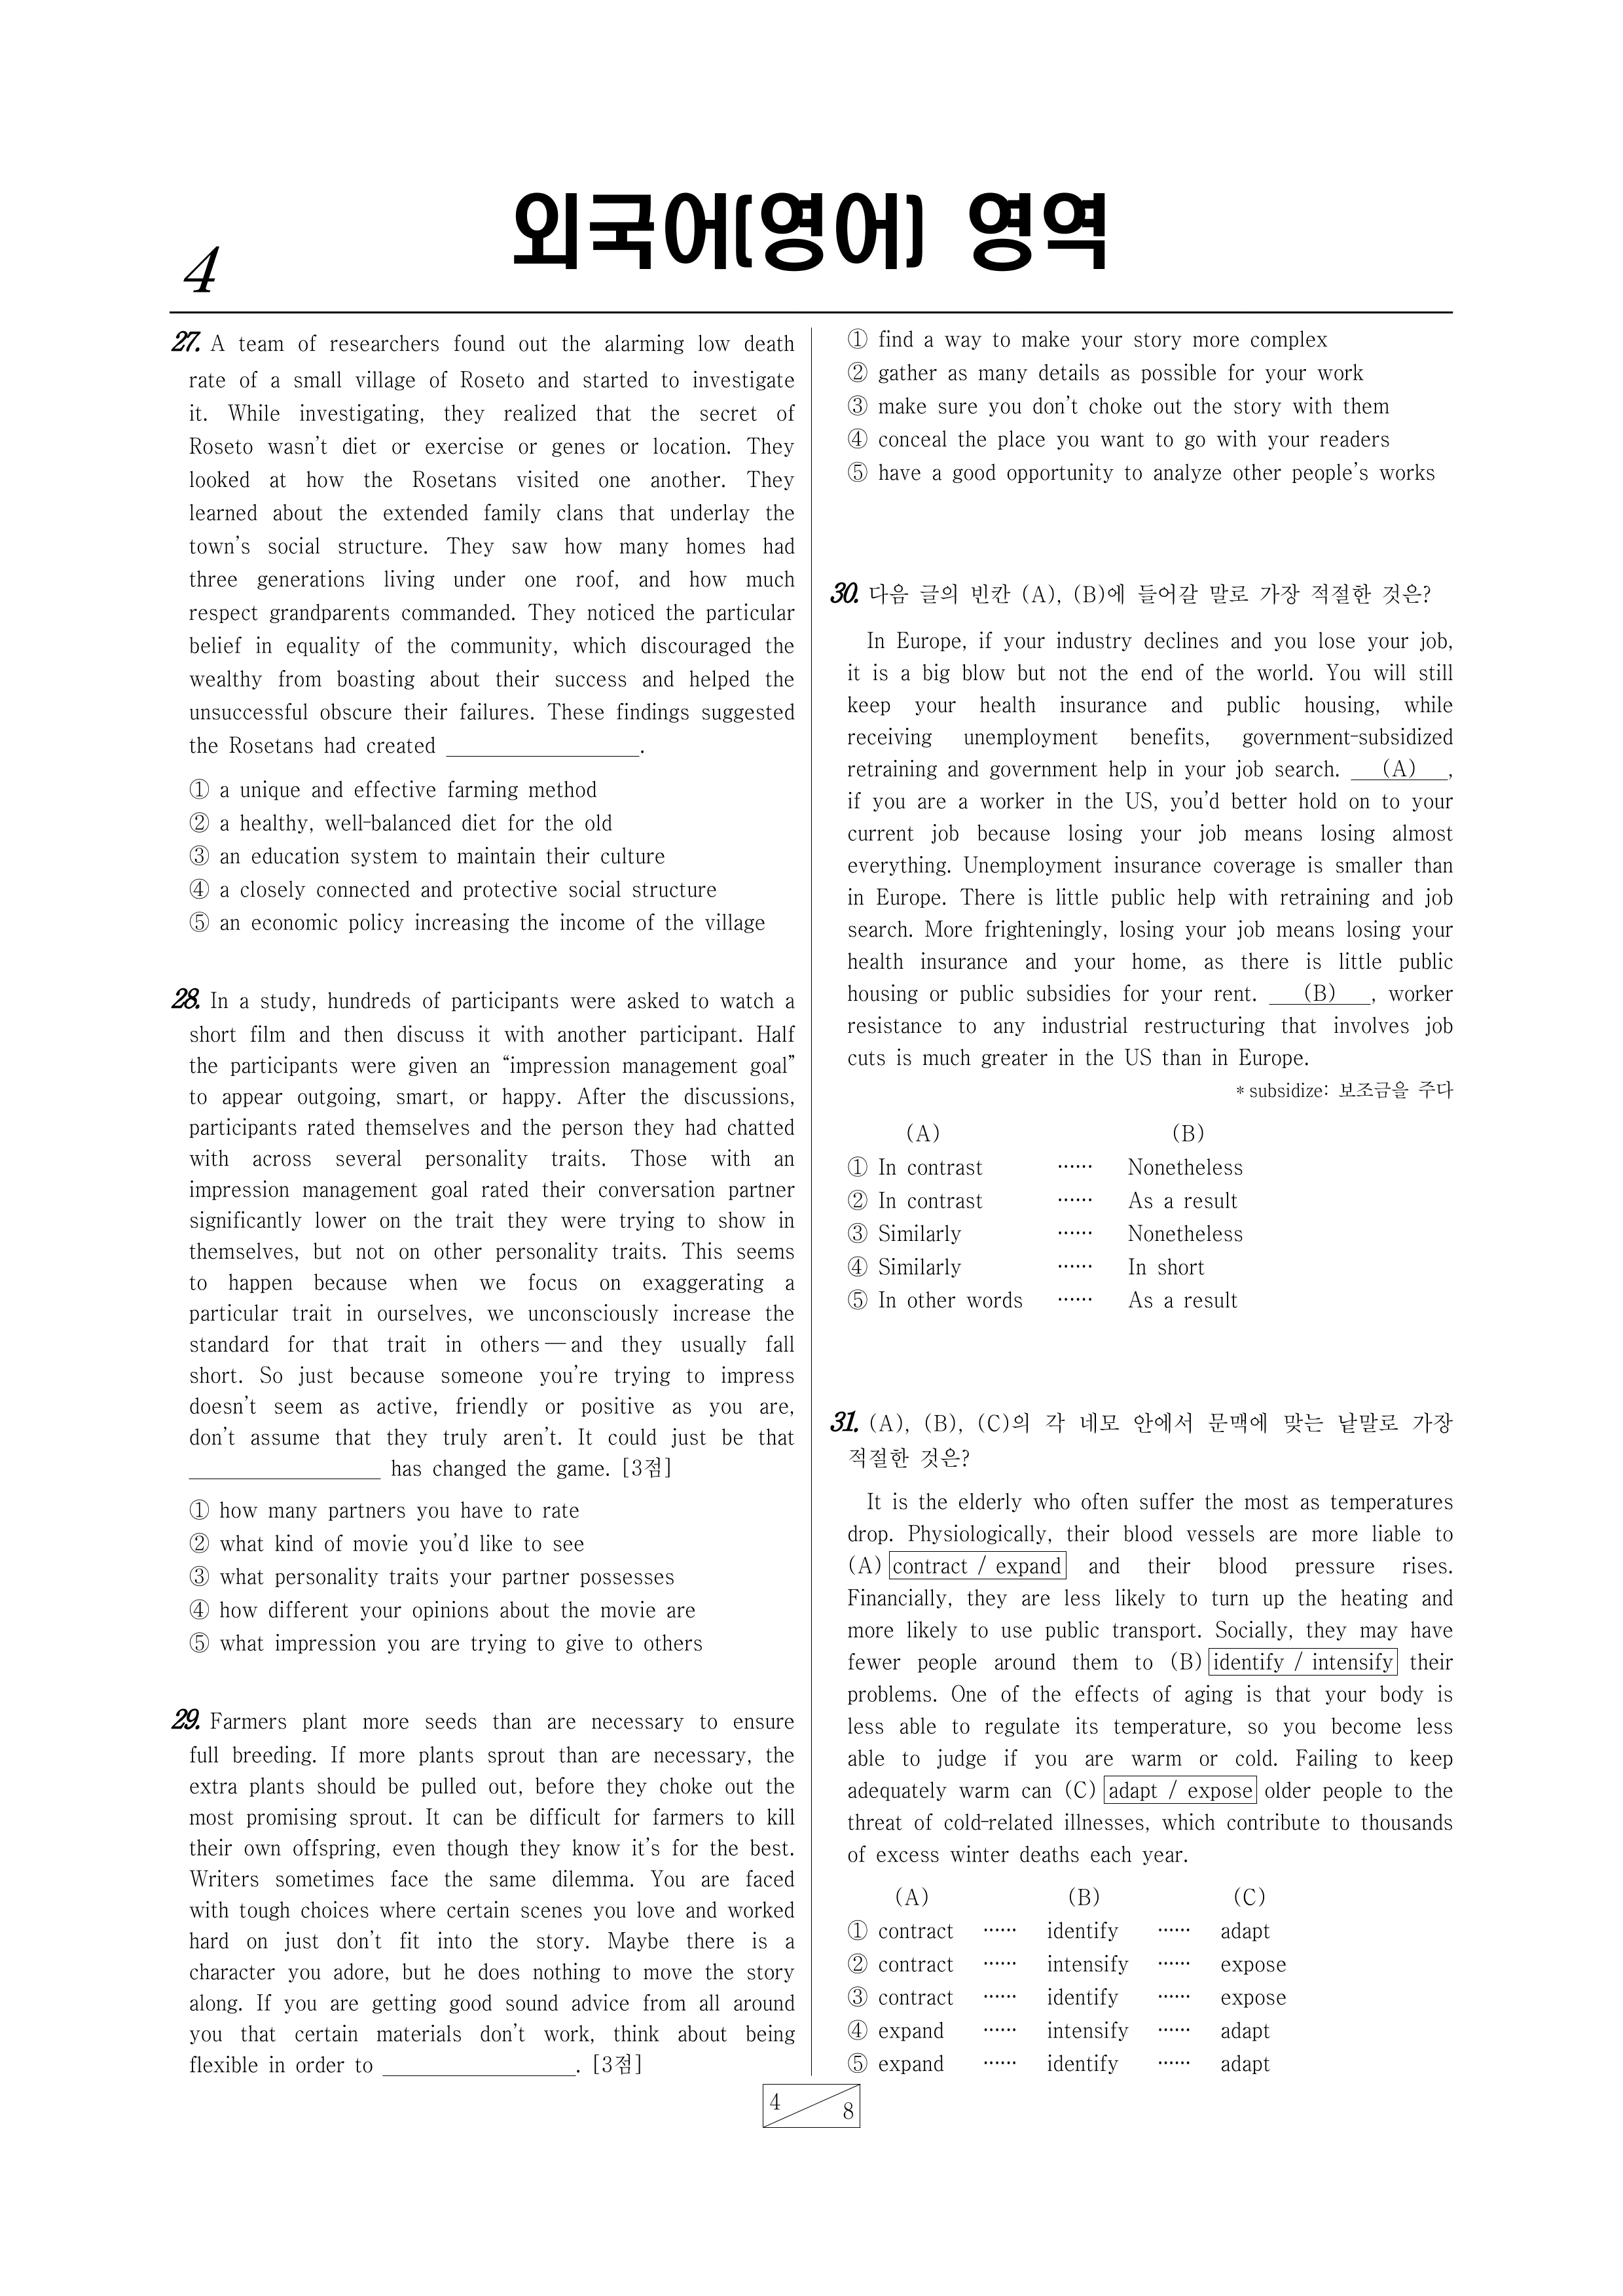 4
외국어(영어) 영역
27. A team of researchers found out the alarming low death
rate of a small village of Roseto and started to investigate
it. While investigating, they realized that the secret of
Roseto wasn't diet or exercise or genes or location. They
looked at how the Rosetans visited one another. They
learned about the extended family clans that underlay the
town's social structure. They saw how many homes had
three generations living under one roof, and how much
respect grandparents commanded. They noticed the particular
belief in equality of the community, which discouraged the
wealthy from boasting about their success and helped the
unsuccessful obscure their failures. These findings suggested
the Rosetans had created ____________.
① a unique and effective farming method
② a healthy, well-balanced diet for the old
③ an education system to maintain their culture
④ a closely connected and protective social structure
⑤ an economic policy increasing the income of the village
28. In a study, hundreds of participants were asked to watch a
short film and then discuss it with another participant. Half
the participants were given an “impression management goal”
to appear outgoing, smart, or happy. After the discussions,
participants rated themselves and the person they had chatted
with across several personality traits. Those with an
impression management goal rated their conversation partner
significantly lower on the trait they were trying to show in
themselves, but not on other personality traits. This seems
to happen because when we focus on exaggerating a
particular trait in ourselves, we unconsciously increase the
standard for that trait in others — and they usually fall
short. So just because someone you're trying to impress
doesn't seem as active, friendly or positive as you are,
don't assume that they truly aren't. It could just be that
____________ has changed the game. [3점]
① how many partners you have to rate
② what kind of movie you'd like to see
③ what personality traits your partner possesses
④ how different your opinions about the movie are
⑤ what impression you are trying to give to others
29. Farmers plant more seeds than are necessary to ensure
full breeding. If more plants sprout than are necessary, the
extra plants should be pulled out, before they choke out the
most promising sprout. It can be difficult for farmers to kill
their own offspring, even though they know it's for the best.
Writers sometimes face the same dilemma. You are faced
with tough choices where certain scenes you love and worked
hard on just don't fit into the story. Maybe there is a
character you adore, but he does nothing to move the story
along. If you are getting good sound advice from all around
you that certain materials don't work, think about being
flexible in order to ____________. [3점]
① find a way to make your story more complex
② gather as many details as possible for your work
③ make sure you don't choke out the story with them
④ conceal the place you want to go with your readers
⑤ have a good opportunity to analyze other people's works
30. 다음 글의 빈칸 (A), (B)에 들어갈 말로 가장 적절한 것은?
In Europe, if your industry declines and you lose your job,
it is a big blow but not the end of the world. You will still
keep your health insurance and public housing, while
receiving unemployment benefits, government-subsidized
retraining and government help in your job search. (A) ,
if you are a worker in the US, you'd better hold on to your
current job because losing your job means losing almost
everything. Unemployment insurance coverage is smaller than
in Europe. There is little public help with retraining and job
search. More frighteningly, losing your job means losing your
health insurance and your home, as there is little public
housing or public subsidies for your rent. (B) , worker
resistance to any industrial restructuring that involves job
cuts is much greater in the US than in Europe.
* subsidize: 보조금을 주다
(A) (B)
① In contrast ······ Nonetheless
② In contrast ······ As a result
③ Similarly ······ Nonetheless
④ Similarly ······ In short
⑤ In other words ······ As a result
31. (A), (B), (C)의 각 네모 안에서 문맥에 맞는 낱말로 가장
적절한 것은?
It is the elderly who often suffer the most as temperatures
drop. Physiologically, their blood vessels are more liable to
(A) contract / expand and their blood pressure rises.
Financially, they are less likely to turn up the heating and
more likely to use public transport. Socially, they may have
fewer people around them to (B) identify / intensify their
problems. One of the effects of aging is that your body is
less able to regulate its temperature, so you become less
able to judge if you are warm or cold. Failing to keep
adequately warm can (C) adapt / expose older people to the
threat of cold-related illnesses, which contribute to thousands
of excess winter deaths each year.
(A) (B) (C)
① contract ······ identify ······ adapt
② contract ······ intensify ······ expose
③ contract ······ identify ······ expose
④ expand ······ intensify ······ adapt
⑤ expand ······ identify ······ adapt
4 8